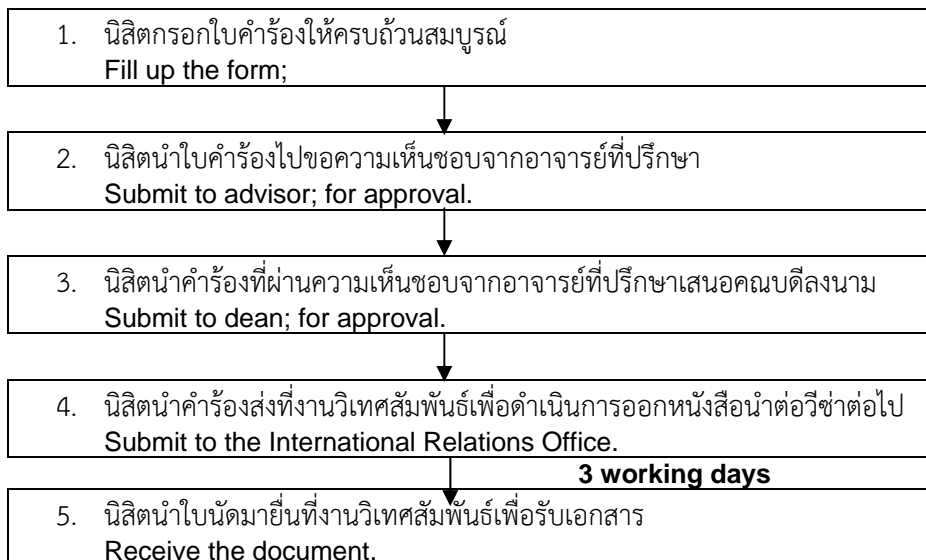 1. นิสิตกรอกใบคำร้องให้ครบถ้วนสมบูรณ์
Fill up the form;
2. นิสิตนำใบคำร้องไปขอความเห็นชอบจากอาจารย์ที่ปรึกษา
Submit to advisor; for approval.
3. นิสิตนำคำร้องที่ผ่านความเห็นชอบจากอาจารย์ที่ปรึกษาเสนอคณบดีลงนาม
Submit to dean; for approval.
4. นิสิตนำคำร้องส่งที่งานวิเทศสัมพันธ์เพื่อดำเนินการออกหนังสือนำต่อวีซ่าต่อไป
Submit to the International Relations Office.
3 working days
5. นิสิตนำใบนัดมายื่นที่งานวิเทศสัมพันธ์เพื่อรับเอกสาร
Receive the document.